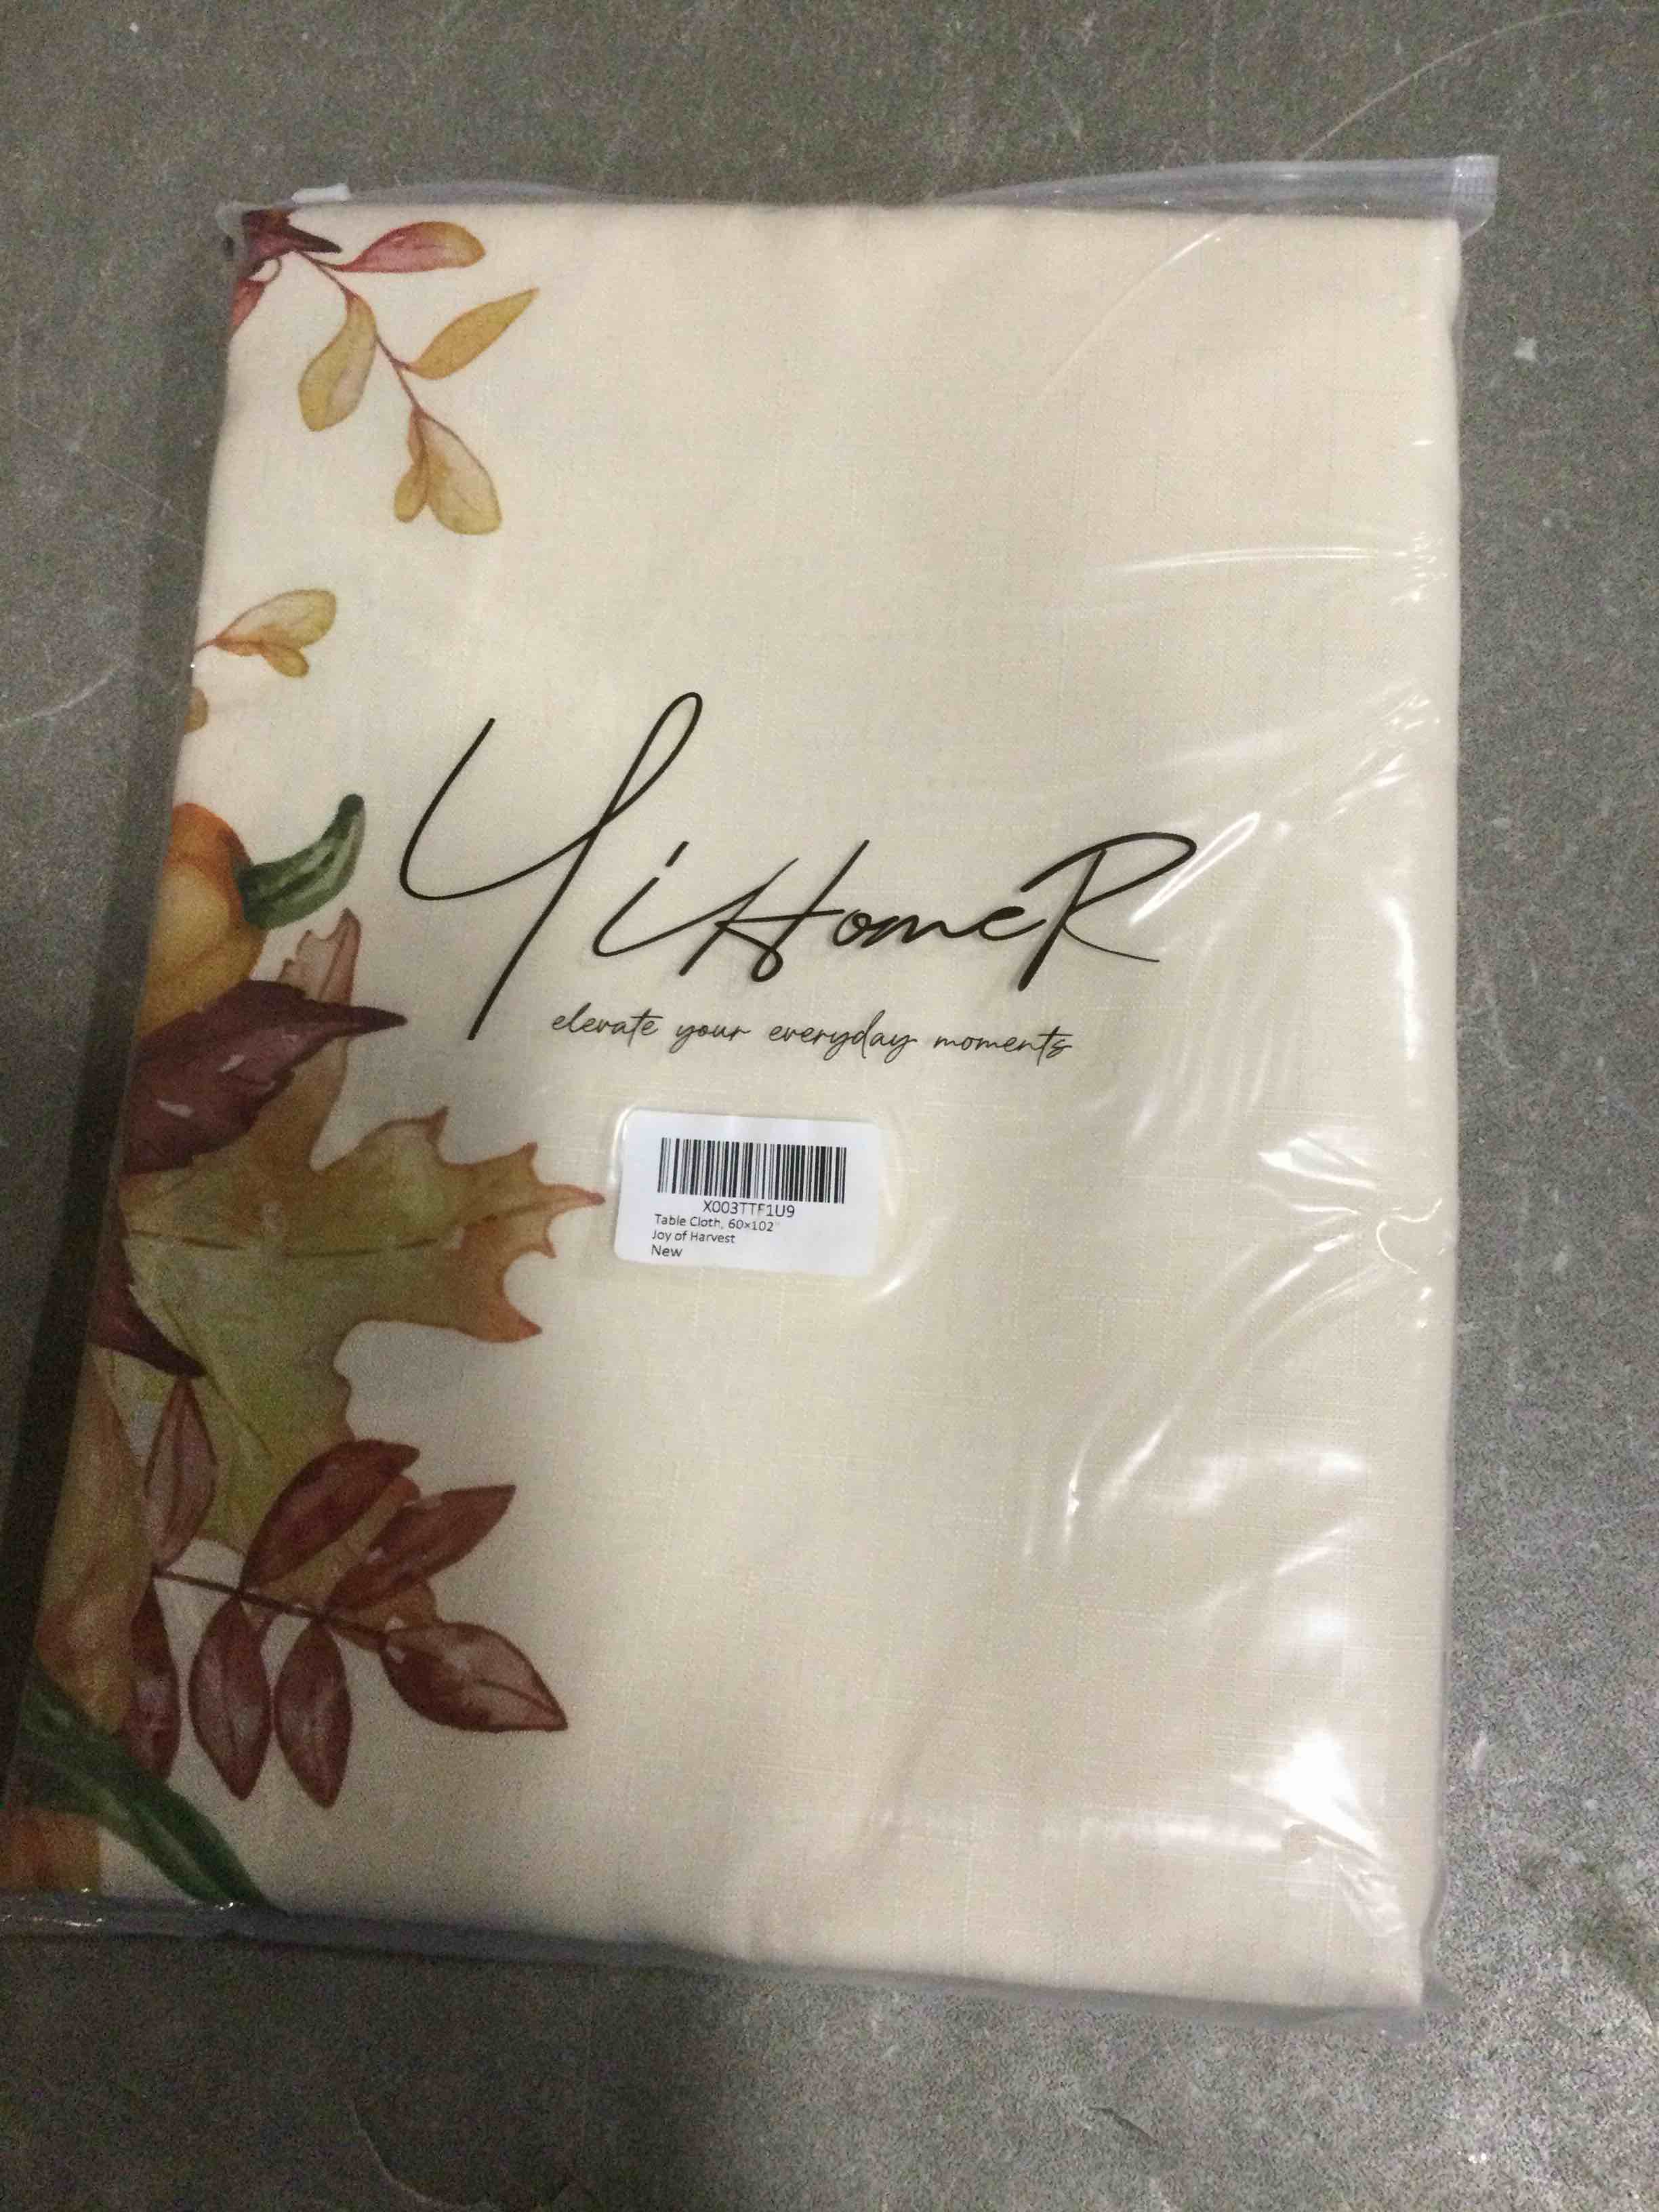 YiHomeR
elevate your everyday moments
X003TTF1U9
Table Cloth, 60×102"
Joy of Harvest
New